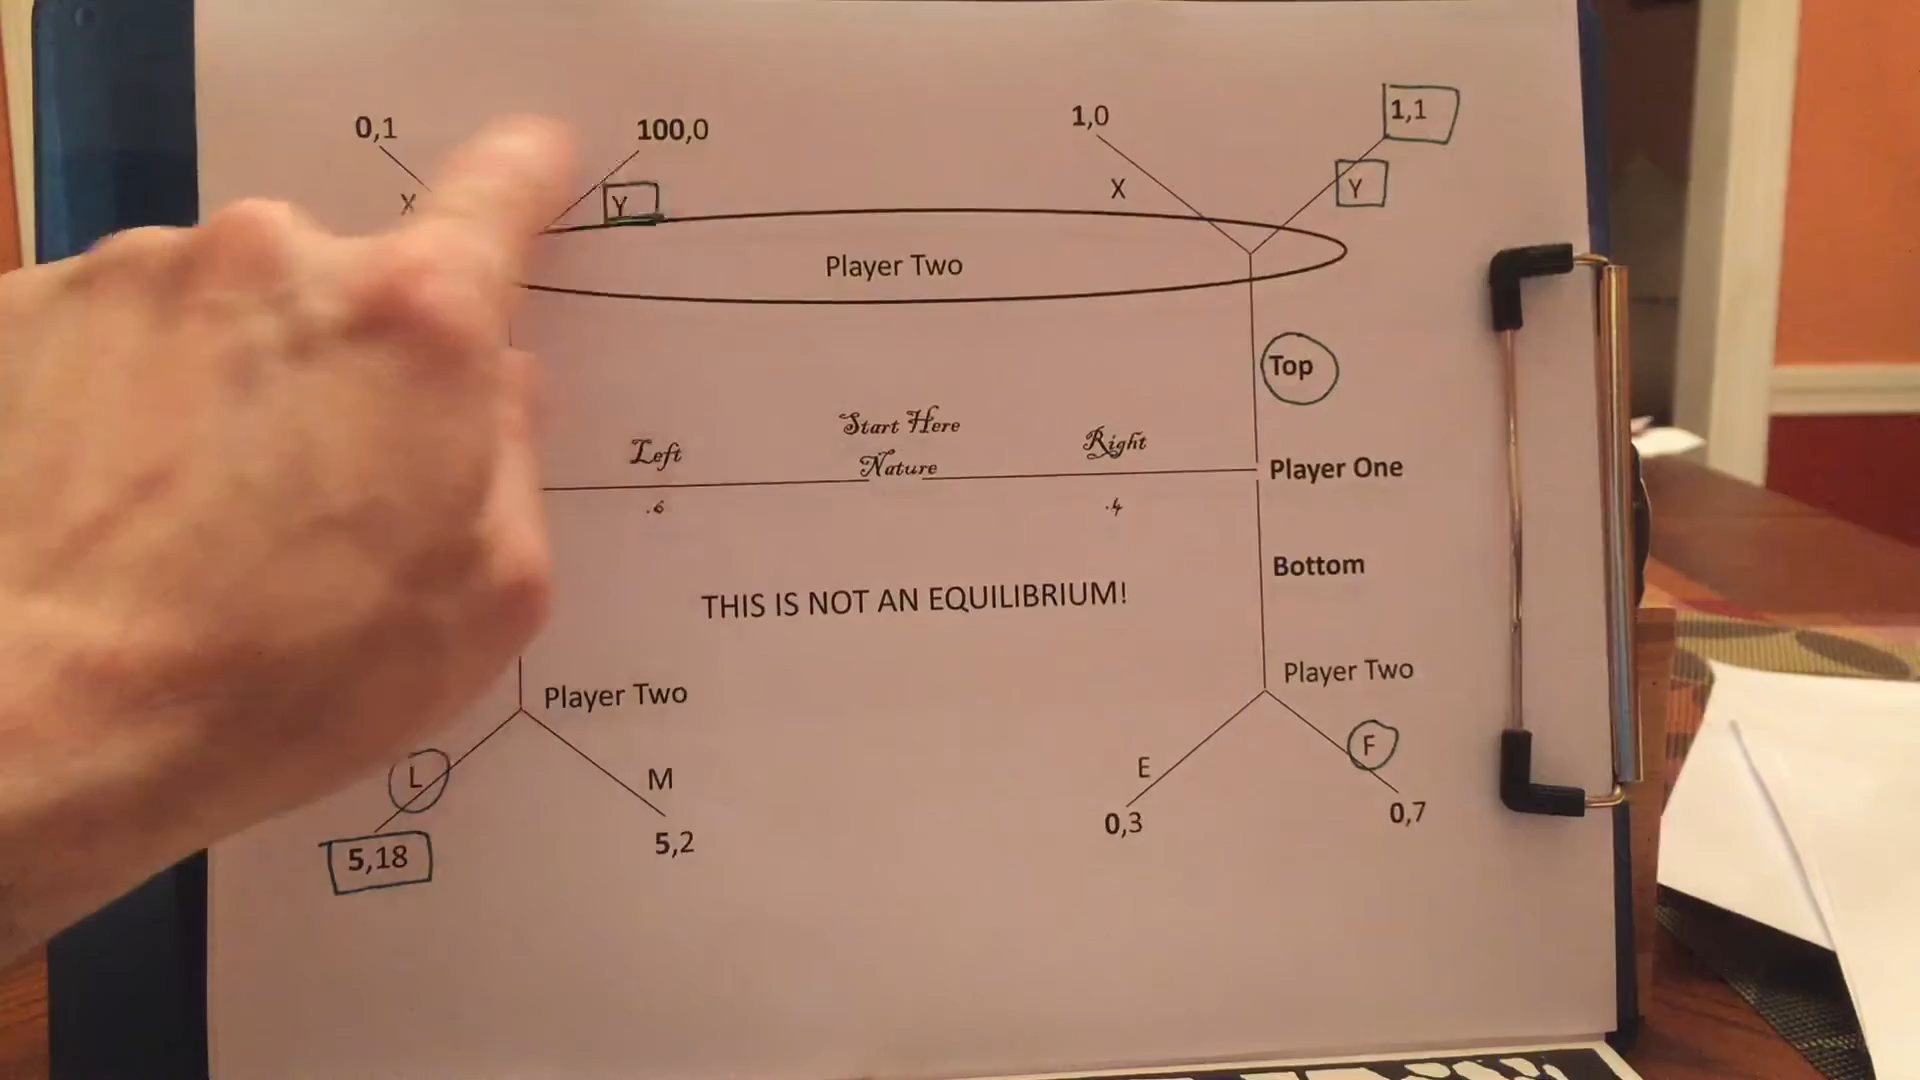 0,1
100,0
1,0
1,1
X
Y
X
Y
Player Two
Top
Left
Start Here
Nature
Right
Player One
.6
.4
Bottom
THIS IS NOT AN EQUILIBRIUM!
Player Two
Player Two
L
M
E
F
5,18
5,2
0,3
0,7